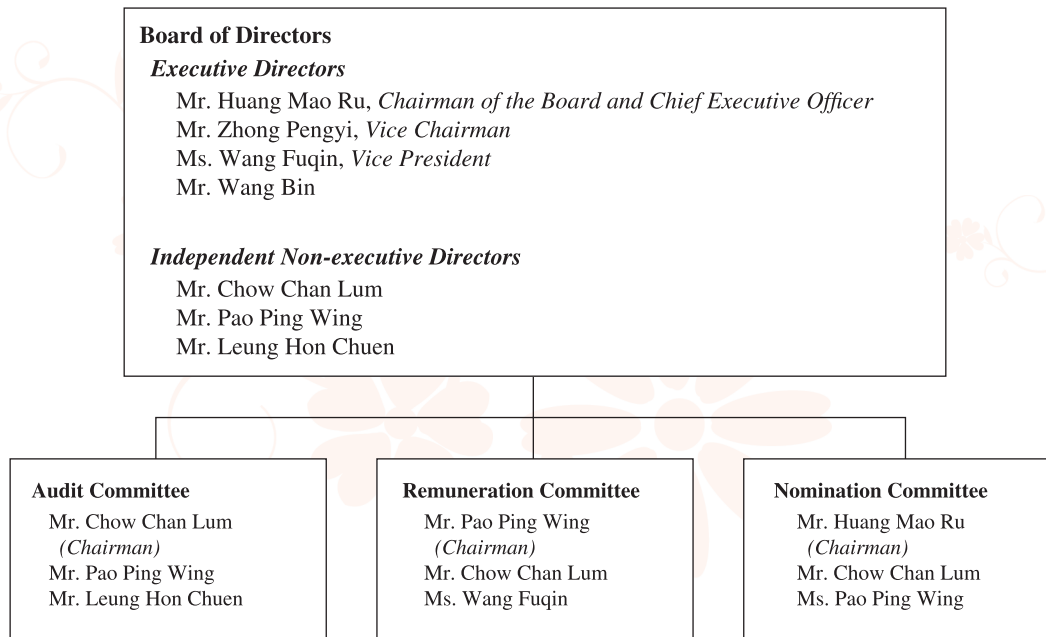 Board of Directors
Executive Directors
Mr. Huang Mao Ru, Chairman of the Board and Chief Executive Officer
Mr. Zhong Pengyi, Vice Chairman
Ms. Wang Fuqin, Vice President
Mr. Wang Bin
Independent Non-executive Directors
Mr. Chow Chan Lum
Mr. Pao Ping Wing
Mr. Leung Hon Chuen
Audit Committee
Mr. Chow Chan Lum
(Chairman)
Mr. Pao Ping Wing
Mr. Leung Hon Chuen
Remuneration Committee
Mr. Pao Ping Wing
(Chairman)
Mr. Chow Chan Lum
Ms. Wang Fuqin
Nomination Committee
Mr. Huang Mao Ru
(Chairman)
Mr. Chow Chan Lum
Ms. Pao Ping Wing